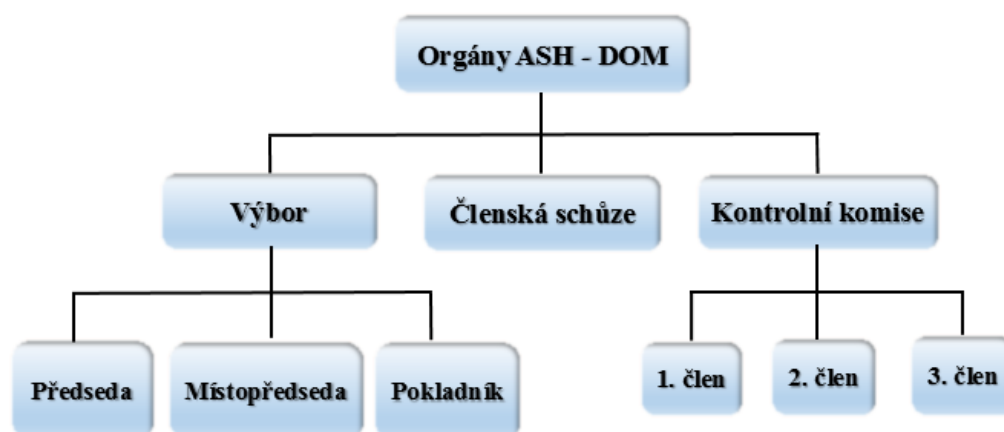 Orgány ASH - DOM
Výbor
Členská schůze
Kontrolní komise
Předseda
Místopředseda
Pokladník
1. člen
2. člen
3. člen